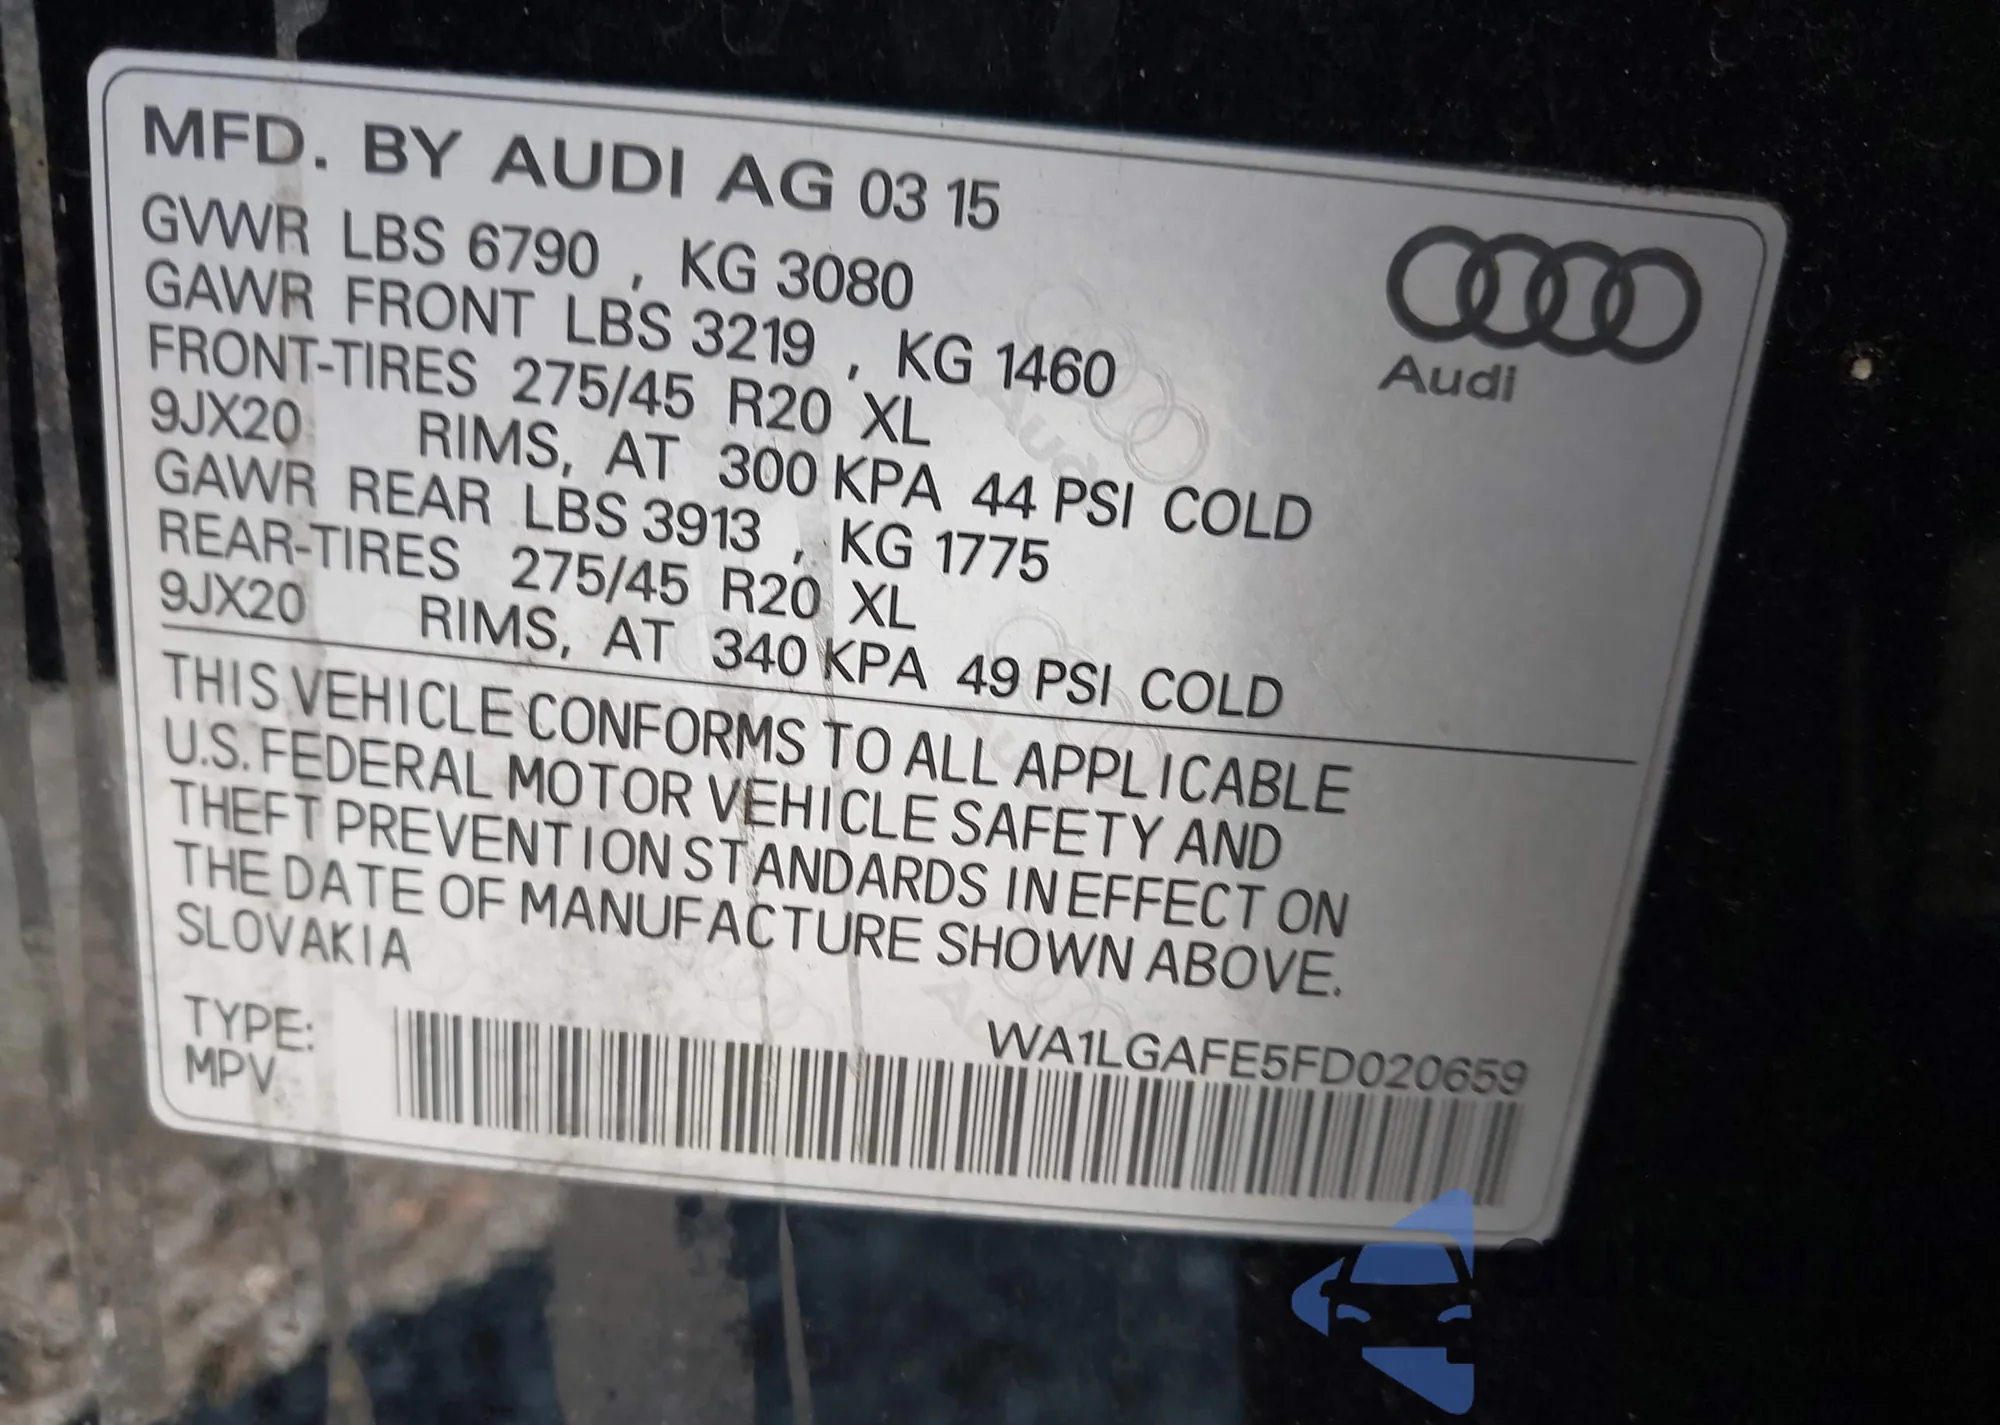 MFD. BY AUDI AG 03 15
GVWR LBS 6790 , KG 3080
GAWR FRONT LBS 3219 , KG 1460
FRONT-TIRES 275/45 R20 XL
9JX20 RIMS, AT 300 KPA 44 PSI COLD
GAWR REAR LBS 3913 , KG 1775
REAR-TIRES 275/45 R20 XL
9JX20 RIMS, AT 340 KPA 49 PSI COLD
Audi
THIS VEHICLE CONFORMS TO ALL APPLICABLE
U.S. FEDERAL MOTOR VEHICLE SAFETY AND
THEFT PREVENTION STANDARDS IN EFFECT ON
THE DATE OF MANUFACTURE SHOWN ABOVE.
SLOVAKIA
TYPE:
MPV
WA1LGAFE5FD020659